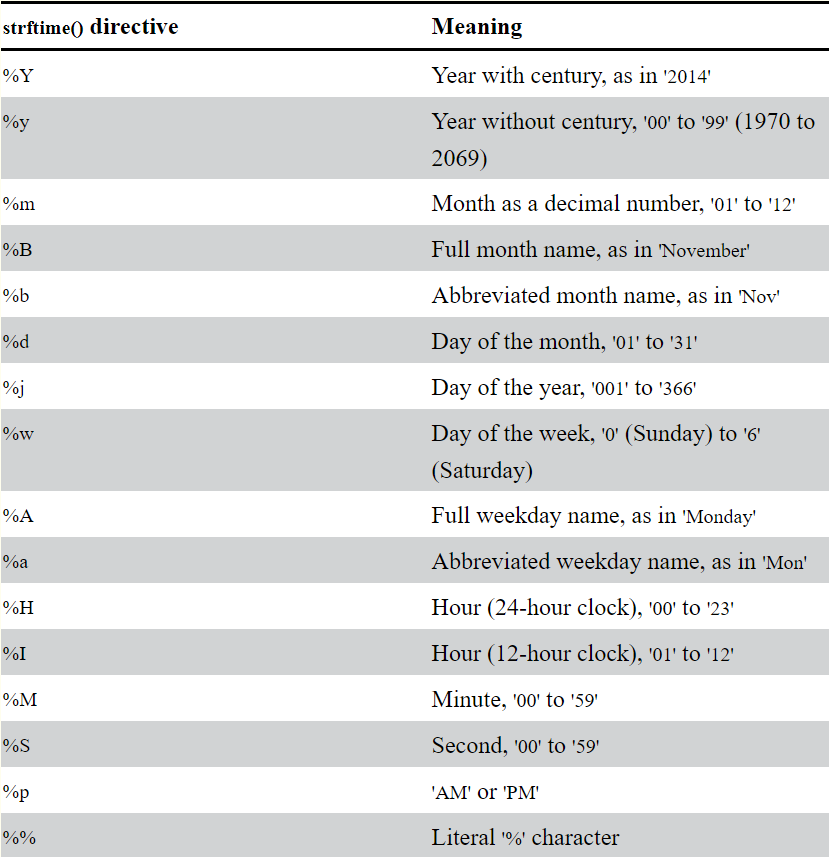 strftime() directive Meaning
%Y Year with century, as in '2014'
%y Year without century, '00' to '99' (1970 to
2069)
%m Month as a decimal number, '01' to '12'
%B Full month name, as in 'November'
%b Abbreviated month name, as in 'Nov'
%d Day of the month, '01' to '31'
%j Day of the year, '001' to '366'
%w Day of the week, '0' (Sunday) to '6'
(Saturday)
%A Full weekday name, as in 'Monday'
%a Abbreviated weekday name, as in 'Mon'
%H Hour (24-hour clock), '00' to '23'
%I Hour (12-hour clock), '01' to '12'
%M Minute, '00' to '59'
%S Second, '00' to '59'
%p 'AM' or 'PM'
%% Literal '%' character